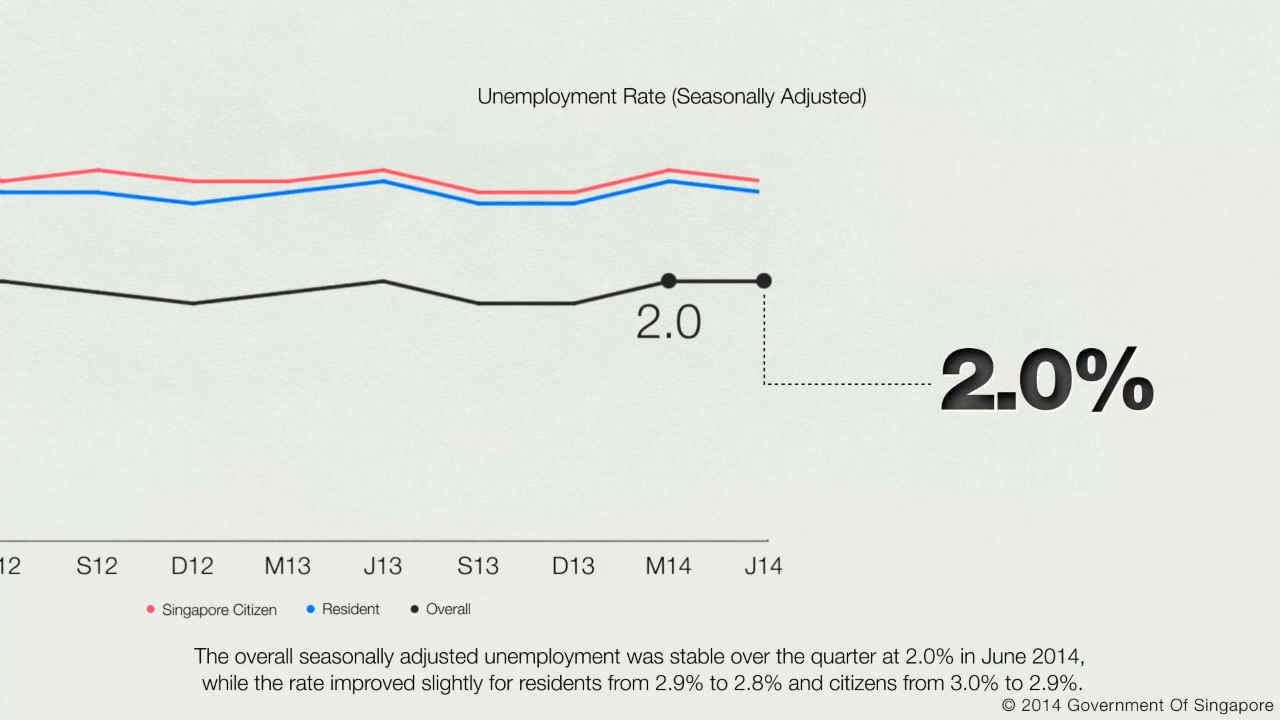 Unemployment Rate (Seasonally Adjusted)
2.0
2.0%
12 S12 D12 M13 J13 S13 D13 M14 J14
Singapore Citizen Resident Overall
The overall seasonally adjusted unemployment was stable over the quarter at 2.0% in June 2014,
while the rate improved slightly for residents from 2.9% to 2.8% and citizens from 3.0% to 2.9%.
© 2014 Government Of Singapore